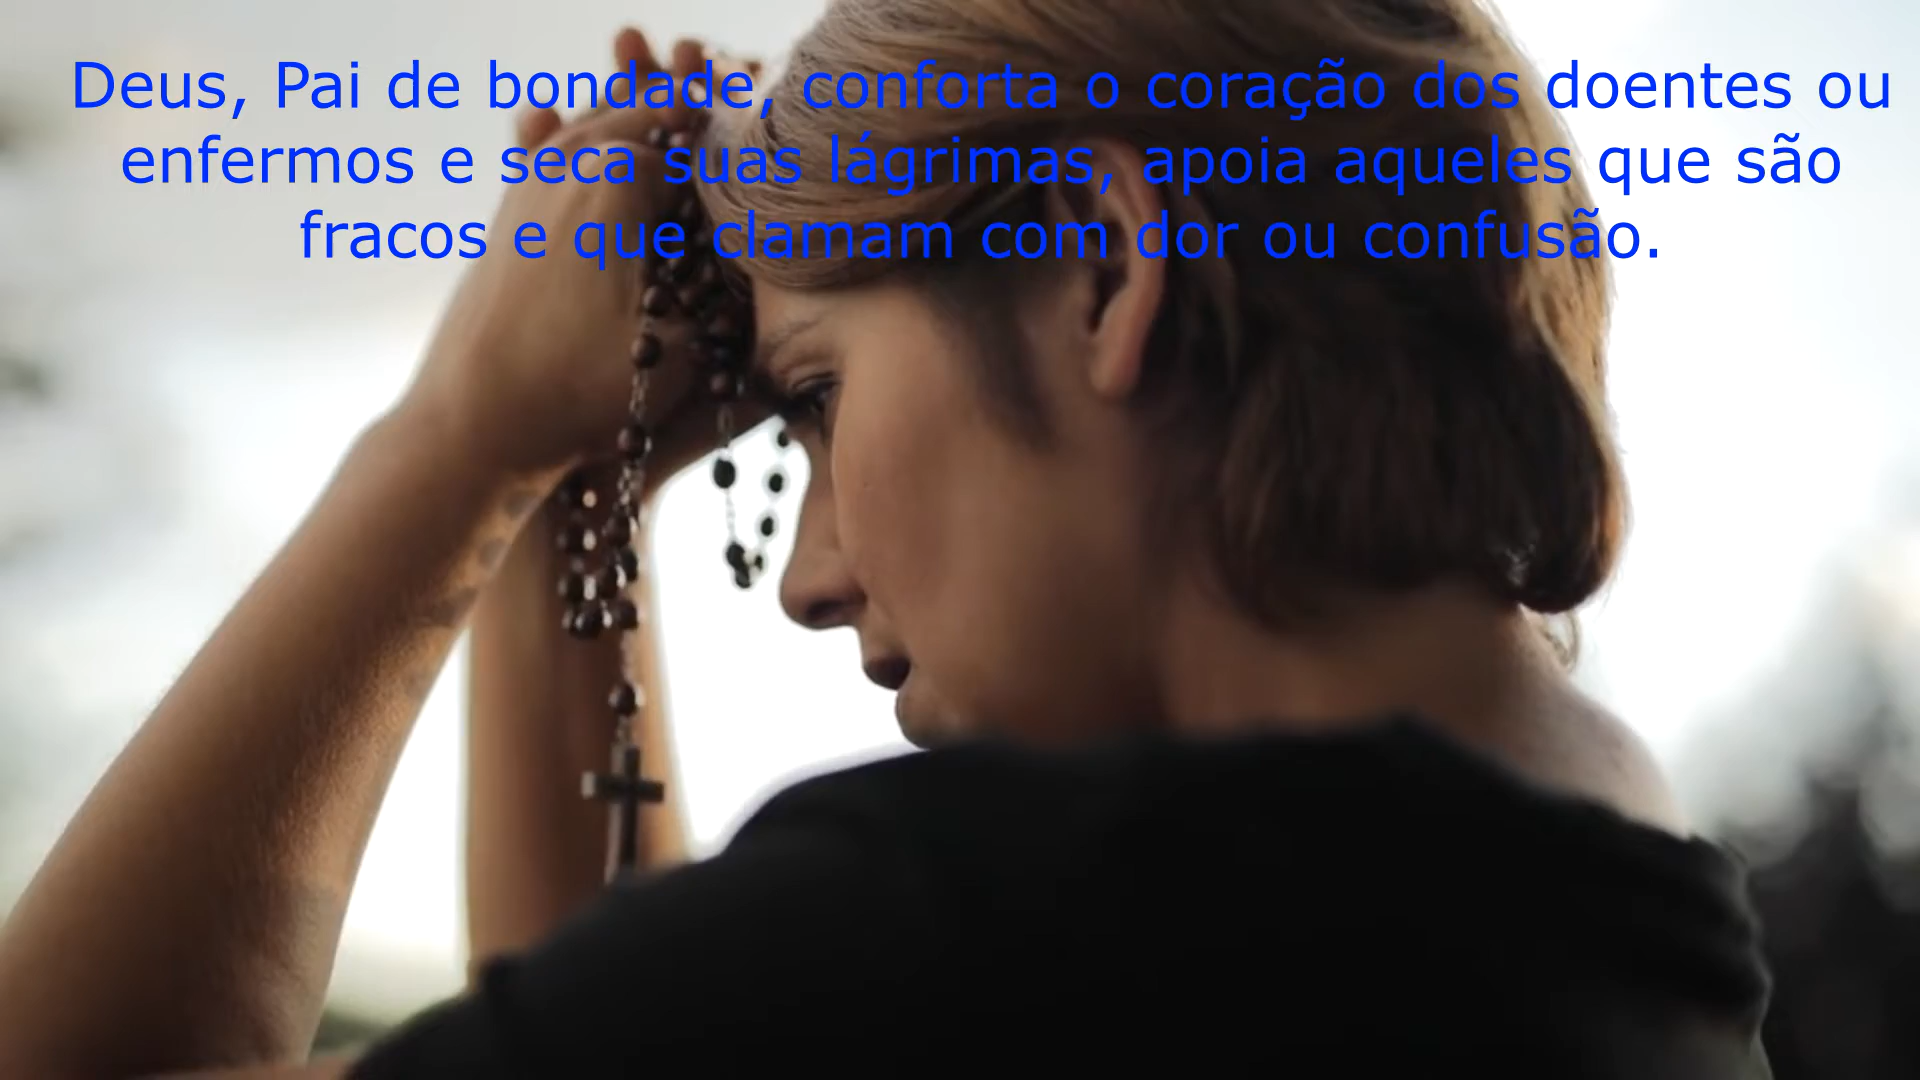 Deus, Pai de bondade, conforta o coração dos doentes ou
enfermos e seca suas lágrimas, apoia aqueles que são
fracos e que clamam com dor ou confusão.